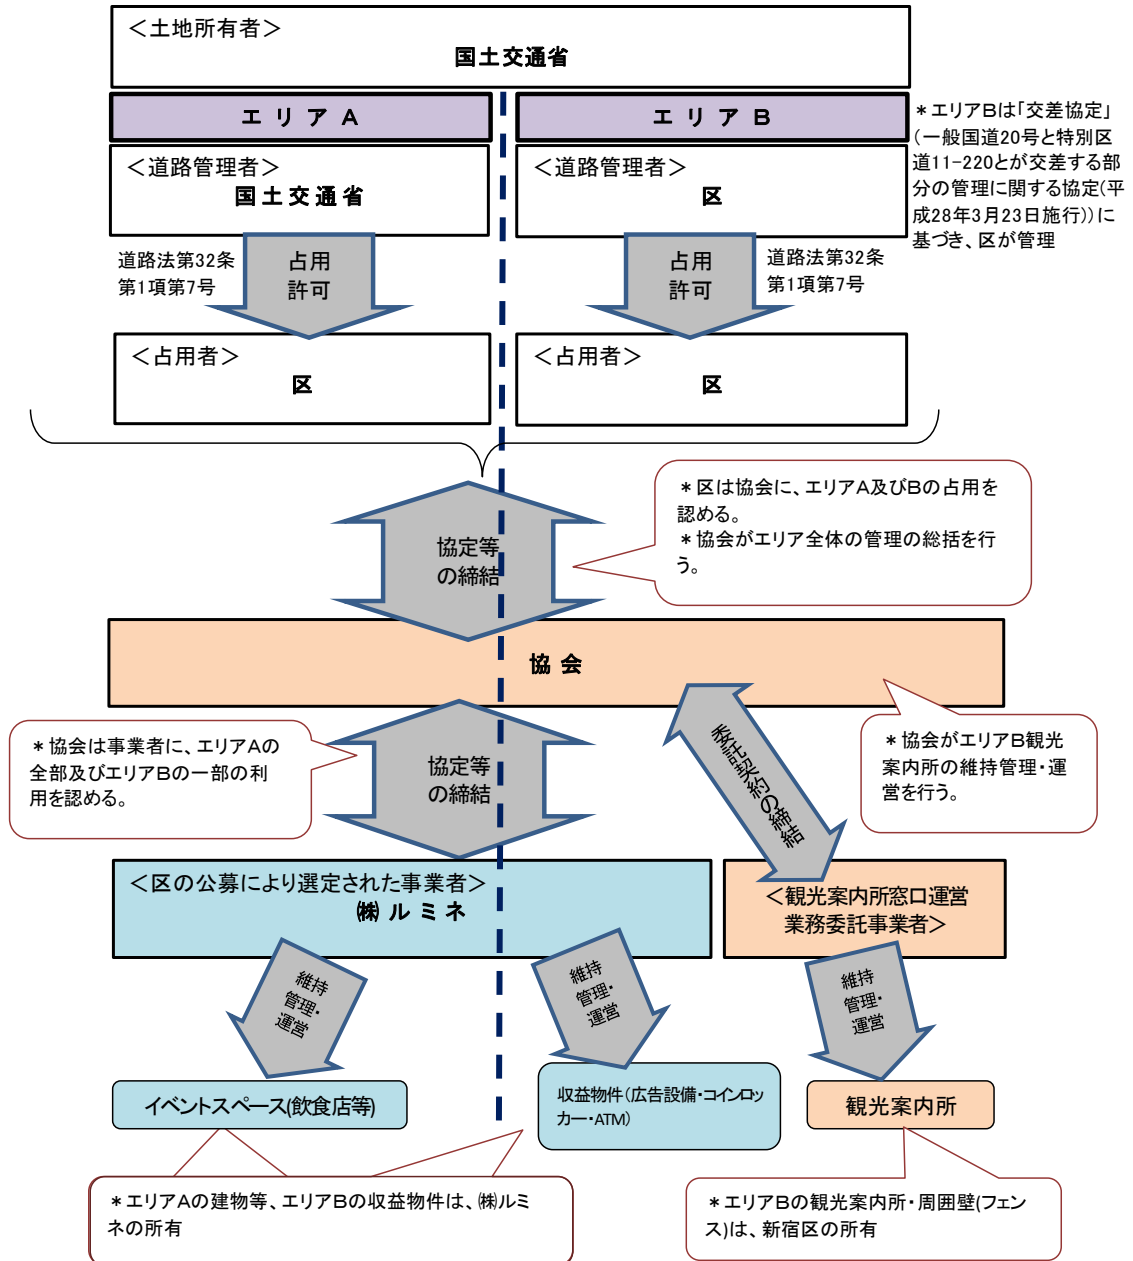 ＜土地所有者＞
国土交通省
エリアＡ
エリアＢ
＊エリアＢは「交差協定」
（一般国道20号と特別区
道11-220とが交差する部
分の管理に関する協定(平
成28年3月23日施行))に
基づき、区が管理
＜道路管理者＞
国土交通省
＜道路管理者＞
区
道路法第32条
第1項第7号
占用
許可
占用
許可
道路法第32条
第1項第7号
＜占用者＞
区
＜占用者＞
区
＊区は協会に、エリアＡ及びＢの占用を
認める。
＊協会がエリア全体の管理の総括を行
う。
協定等
の締結
協会
＊協会は事業者に、エリアＡの
全部及びエリアＢの一部の利
用を認める。
協定等
の締結
委託契約の締結
＊協会がエリアＢ観光
案内所の維持管理・運
営を行う。
＜区の公募により選定された事業者＞
㈱ルミネ
＜観光案内所窓口運営
業務委託事業者＞
維持
管理・
運営
維持
管理・
運営
維持
管理・
運営
イベントスペース(飲食店等)
収益物件（広告設備・コインロッ
カー・ATM）
観光案内所
＊エリアＡの建物等、エリアＢの収益物件は、㈱ルミ
ネの所有
＊エリアＢの観光案内所・周囲壁(フェン
ス)は、新宿区の所有